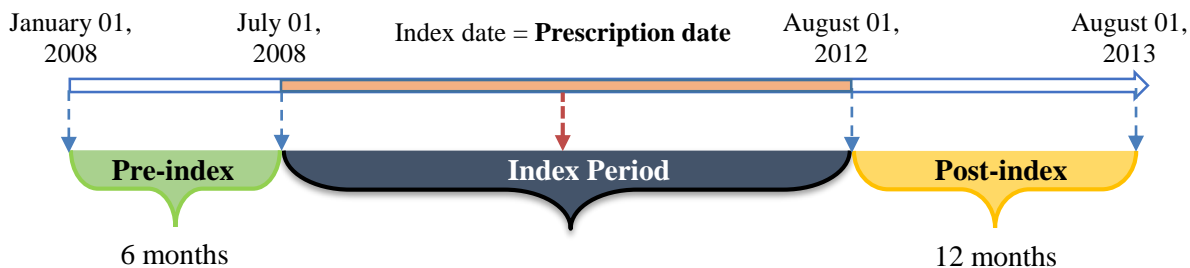 January 01,
2008
July 01,
2008
Index date = Prescription date
August 01,
2012
August 01,
2013
Pre-index
Index Period
Post-index
6 months
12 months